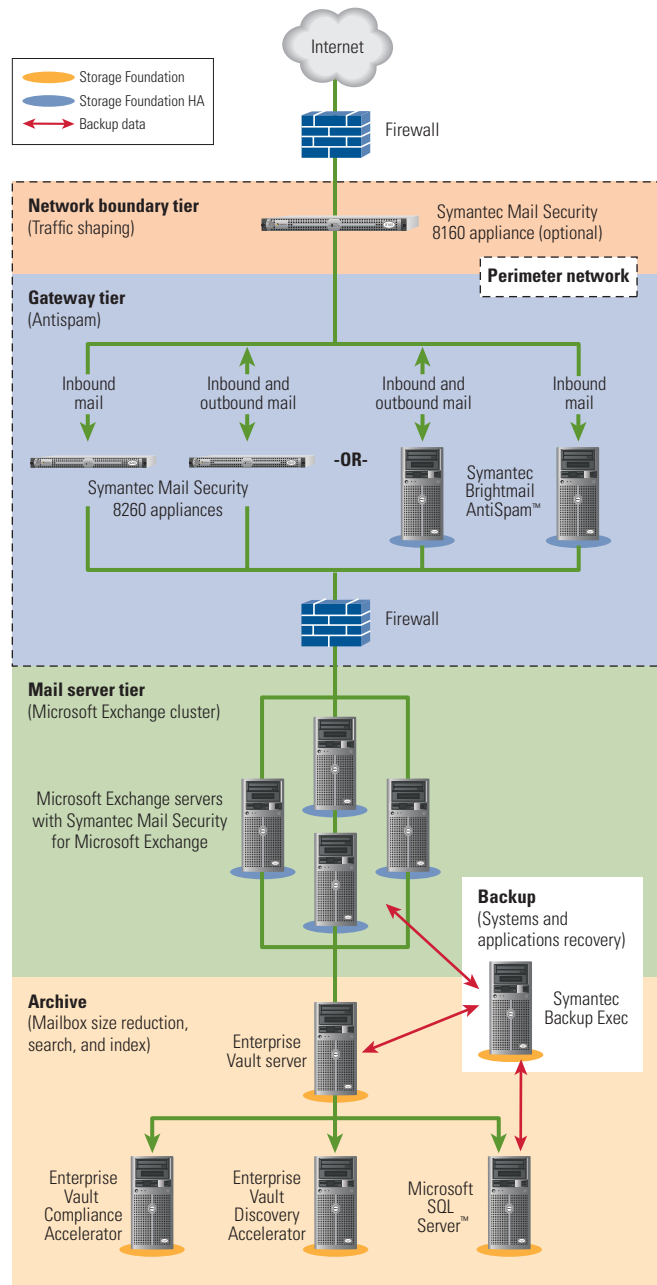 Internet
Storage Foundation
Storage Foundation HA
Backup data
Firewall
Network boundary tier
(Traffic shaping)
Symantec Mail Security
8160 appliance (optional)
Perimeter network
Gateway tier
(Antispam)
Inbound
mail
Inbound and
outbound mail
Inbound and
outbound mail
Inbound
mail
-OR-
Symantec Mail Security
8260 appliances
Symantec
Brightmail
AntiSpam™
Firewall
Mail server tier
(Microsoft Exchange cluster)
Microsoft Exchange servers
with Symantec Mail Security
for Microsoft Exchange
Backup
(Systems and
applications recovery)
Symantec
Backup Exec
Archive
(Mailbox size reduction,
search, and index)
Enterprise
Vault server
Enterprise
Vault
Compliance
Accelerator
Enterprise
Vault
Discovery
Accelerator
Microsoft
SQL
Server™